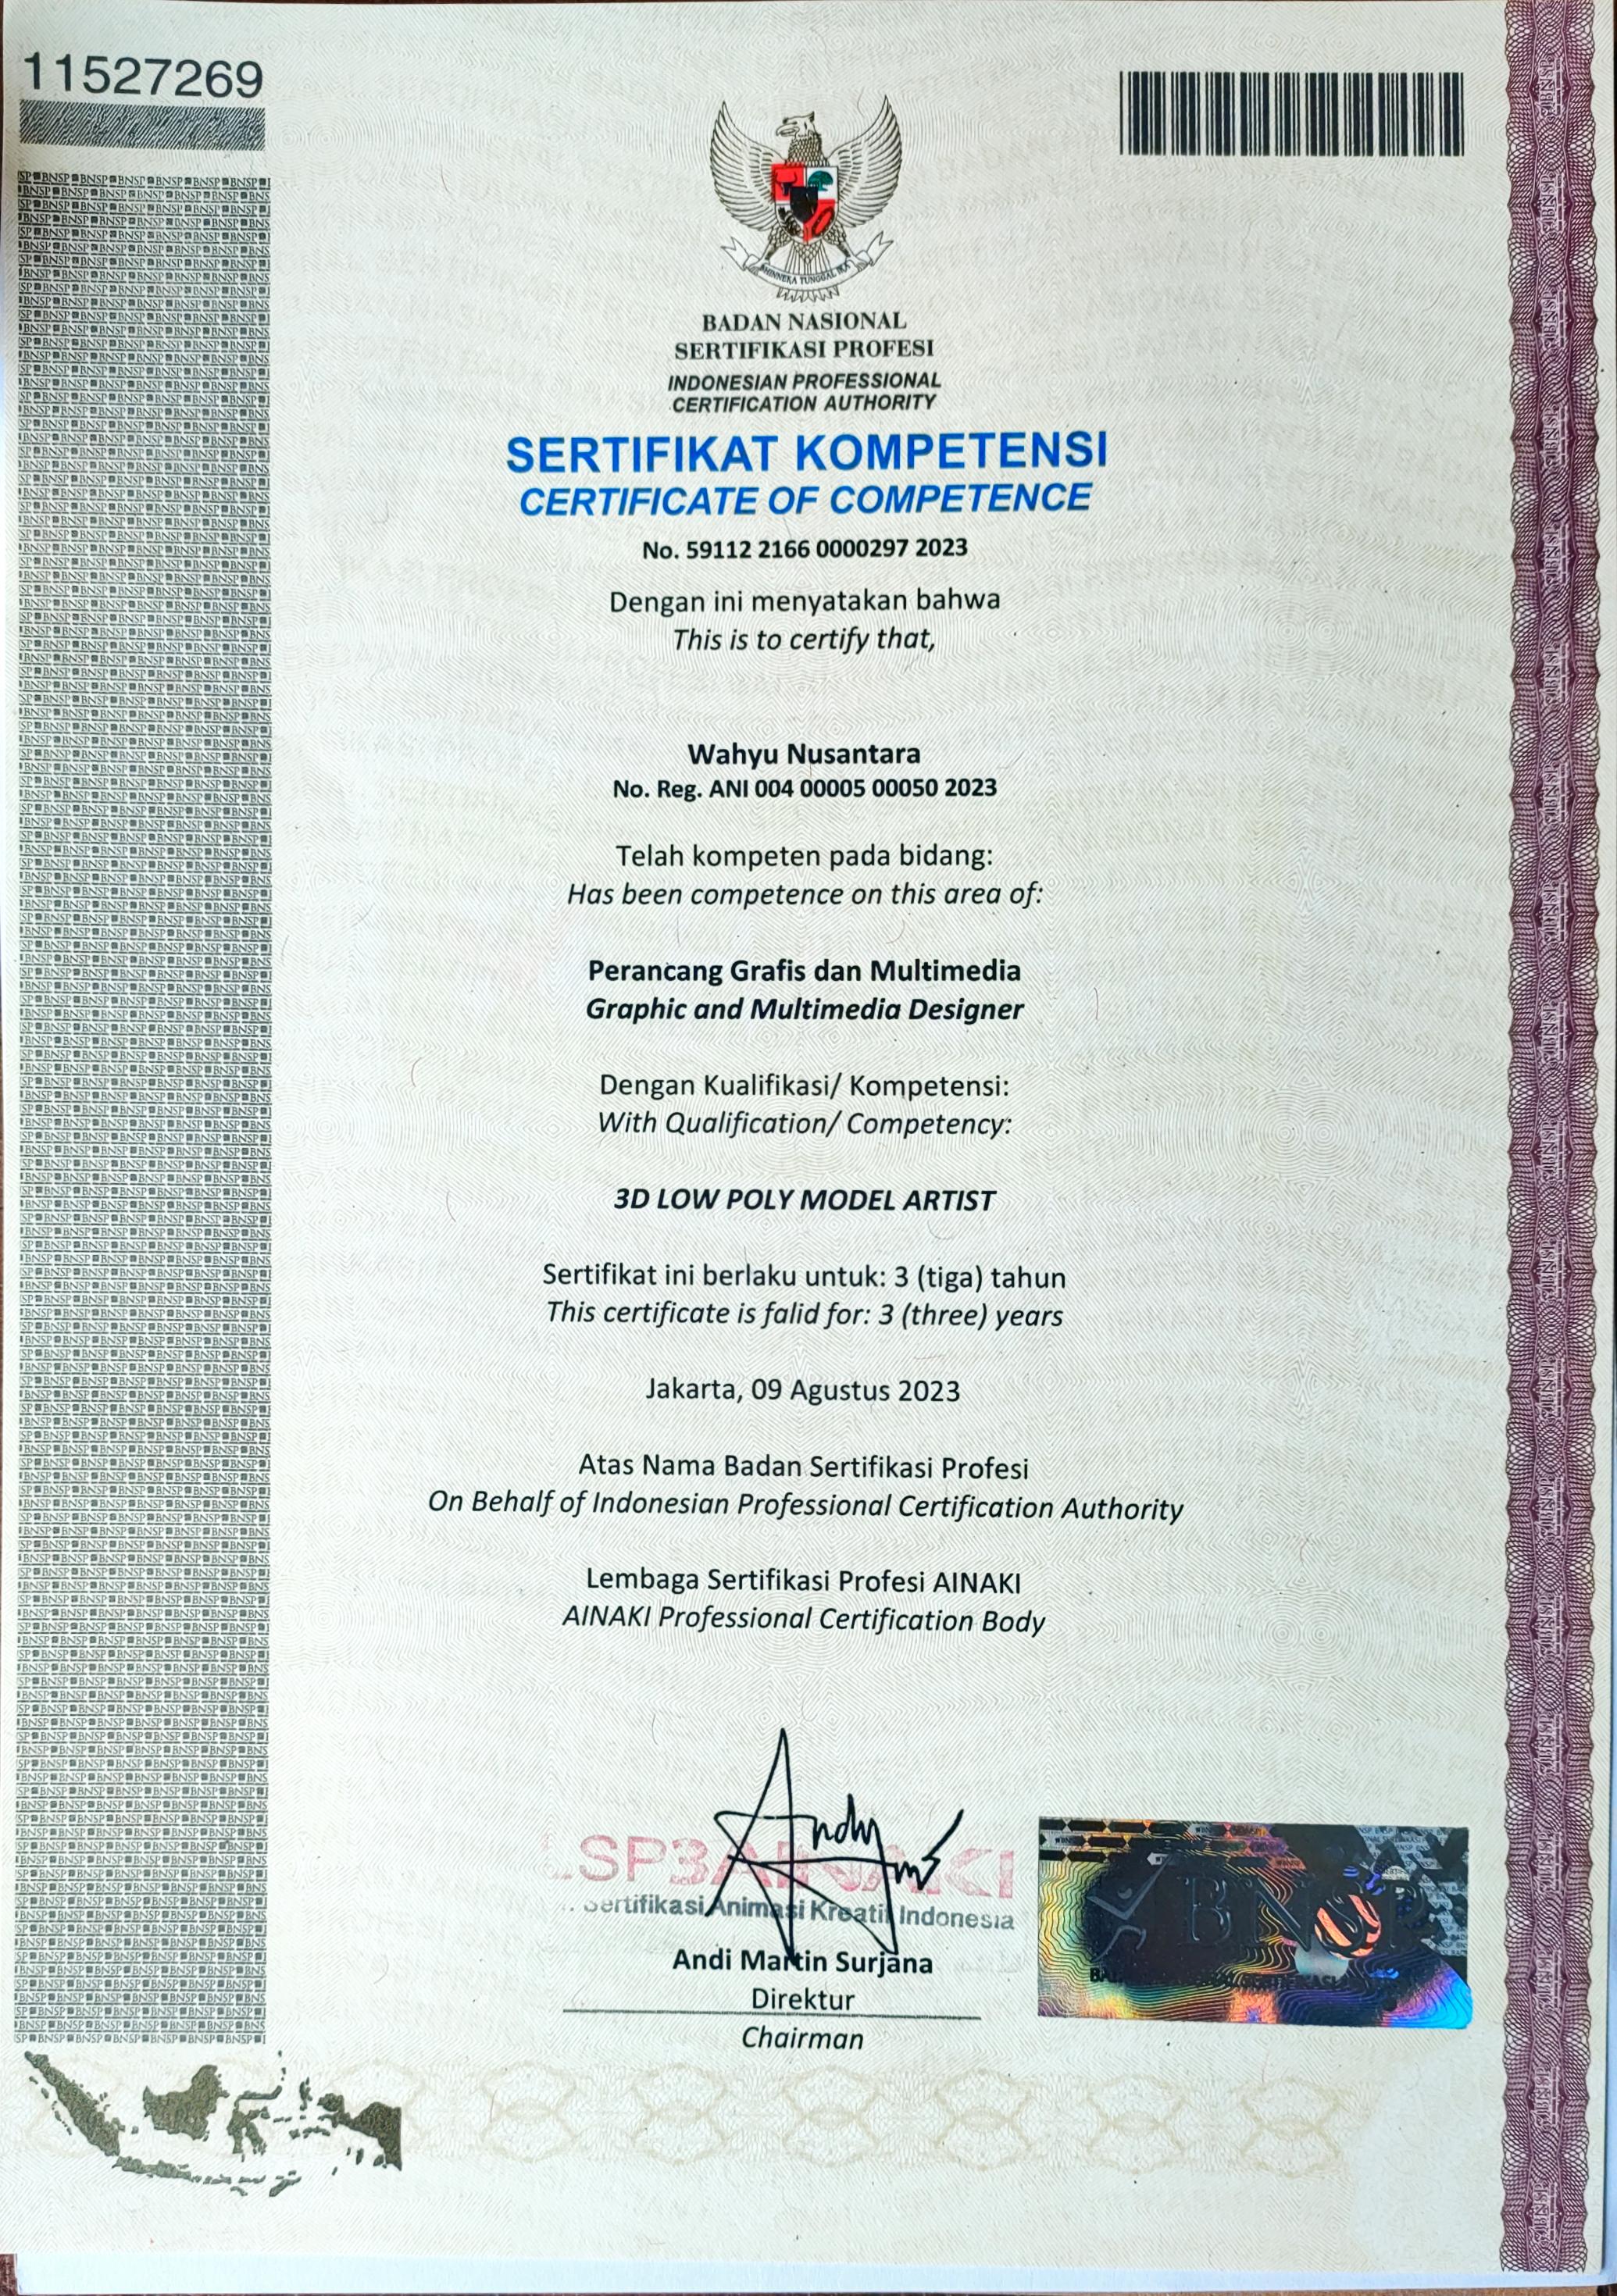 11527269
BHINNEKA TUNGGAL IKA
BADAN NASIONAL
SERTIFIKASI PROFESI
INDONESIAN PROFESSIONAL
CERTIFICATION AUTHORITY
SERTIFIKAT KOMPETENSI
CERTIFICATE OF COMPETENCE
No. 59112 2166 0000297 2023
Dengan ini menyatakan bahwa
This is to certify that,
Wahyu Nusantara
No. Reg. ANI 004 00005 00050 2023
Telah kompeten pada bidang:
Has been competence on this area of:
Perancang Grafis dan Multimedia
Graphic and Multimedia Designer
Dengan Kualifikasi/ Kompetensi:
With Qualification/ Competency:
3D LOW POLY MODEL ARTIST
Sertifikat ini berlaku untuk: 3 (tiga) tahun
This certificate is falid for: 3 (three) years
Jakarta, 09 Agustus 2023
Atas Nama Badan Sertifikasi Profesi
On Behalf of Indonesian Professional Certification Authority
Lembaga Sertifikasi Profesi AINAKI
AINAKI Professional Certification Body
LSP3AINAKI
Sertifikasi Animasi Kreatif Indonesia
Andi Martin Surjana
Direktur
Chairman
BNSP